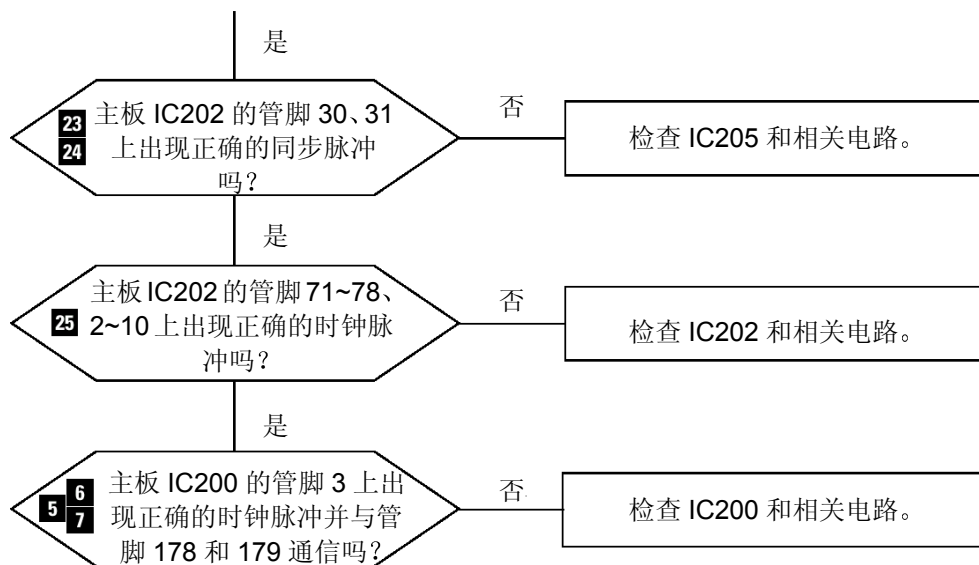 是
23
24
主板 IC202 的管脚 30、31
上出现正确的同步脉冲
吗？
否
检查 IC205 和相关电路。
是
25
主板 IC202 的管脚 71~78、
2~10 上出现正确的时钟脉
冲吗？
否
检查 IC202 和相关电路。
是
5
6
7
主板 IC200 的管脚 3 上出
现正确的时钟脉冲并与管
脚 178 和 179 通信吗？
否
检查 IC200 和相关电路。